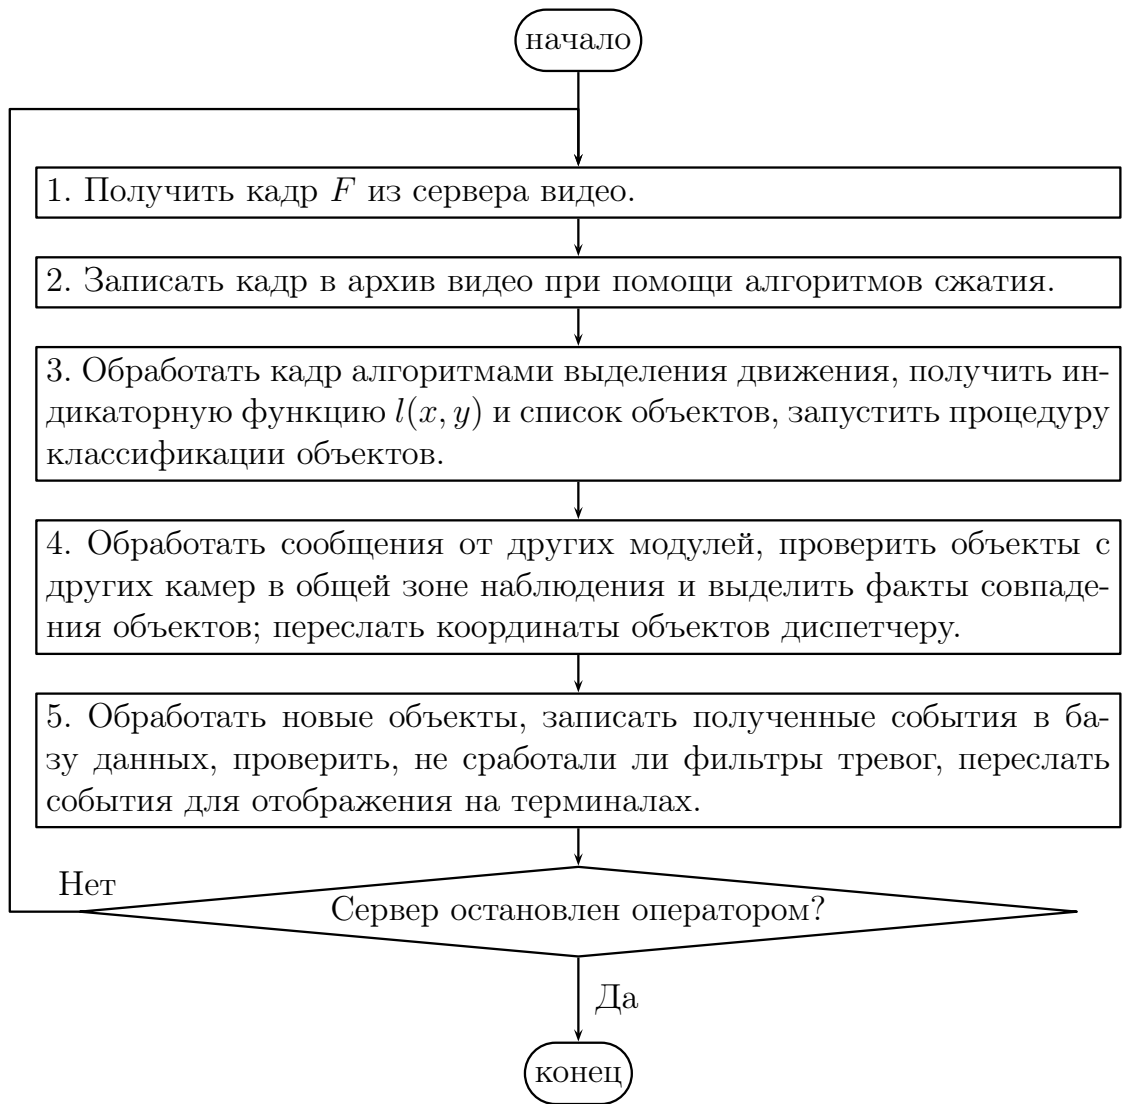 начало
1. Получить кадр F из сервера видео.
2. Записать кадр в архив видео при помощи алгоритмов сжатия.
3. Обработать кадр алгоритмами выделения движения, получить ин-
дикаторную функцию l(x, y) и список объектов, запустить процедуру
классификации объектов.
4. Обработать сообщения от других модулей, проверить объекты с
других камер в общей зоне наблюдения и выделить факты совпаде-
ния объектов; переслать координаты объектов диспетчеру.
5. Обработать новые объекты, записать полученные события в ба-
зу данных, проверить, не сработали ли фильтры тревог, переслать
события для отображения на терминалах.
Нет
Сервер остановлен оператором?
Да
конец